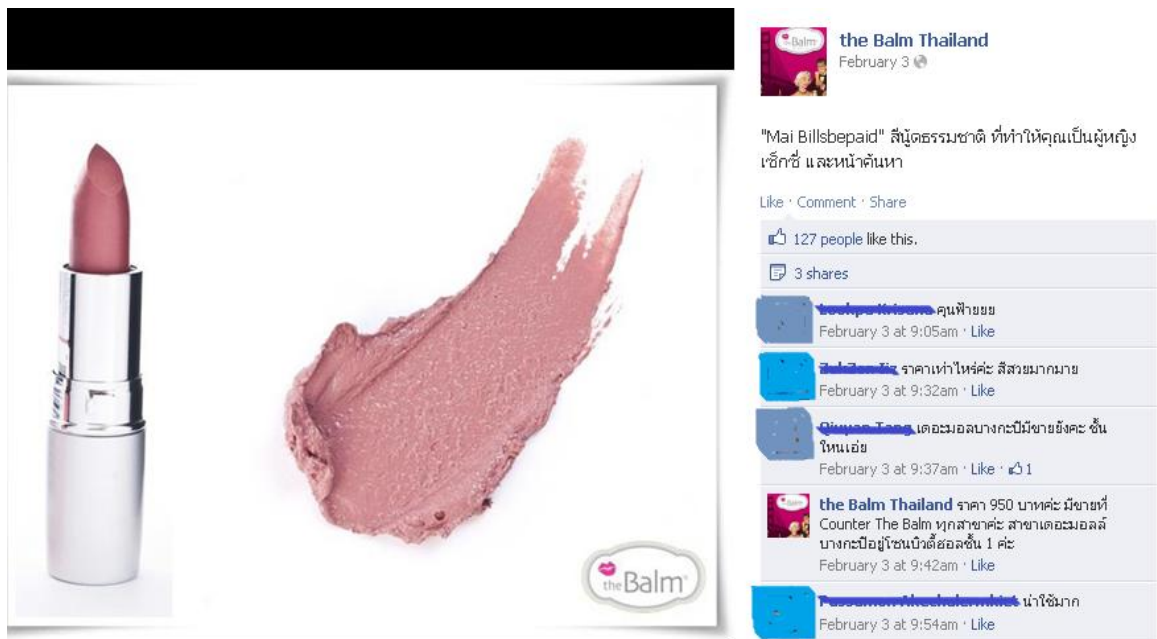 the Balm
the Balm Thailand
February 3
"Mai Billsbepaid" สีนู้ดธรรมชาติ ที่ทำให้คุณเป็นผู้หญิง
เซ็กซี่ และหน้าค้นหา
Like · Comment · Share
127 people like this.
3 shares
คุนฟ้ายยย
February 3 at 9:05am · Like
ราคาเท่าไหร่ค่ะ สีสวยมากมาย
February 3 at 9:32am · Like
เดอะมอลบางกะปิมีขายยังคะ ชั้น
ใหนเอ่ย
February 3 at 9:37am · Like · 1
the Balm Thailand ราคา 950 บาทค่ะ มีขายที่
Counter The Balm ทุกสาขาค่ะ สาขาเดอะมอลล์
บางกะปิอยู่โซนบิวตี้ฮอลชั้น 1 ค่ะ
February 3 at 9:42am · Like
น่าใช้มาก
February 3 at 9:54am · Like
the Balm